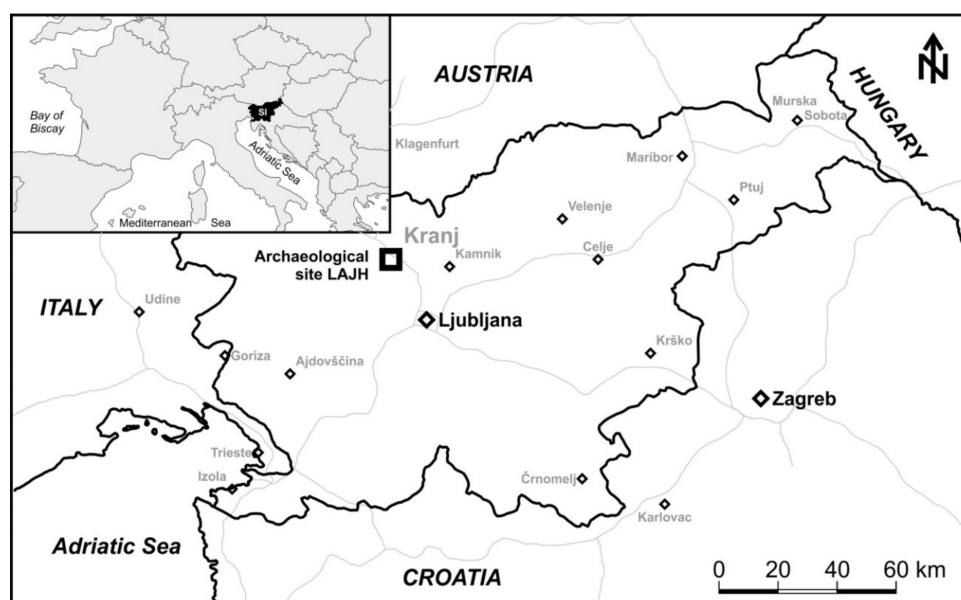 AUSTRIA
N
HUNGARY
Bay of
Biscay
SI
Adriatic Sea
Mediterranean Sea
Klagenfurt
Murska
Sobota
Maribor
Ptuj
Velenje
Kranj
Celje
Archaeological
site LAJH
Kamnik
ITALY
Udine
Ljubljana
Goriza
Ajdovščina
Krško
Zagreb
Trieste
Izola
Črnomelj
Karlovac
Adriatic Sea
CROATIA
0 20 40 60 km